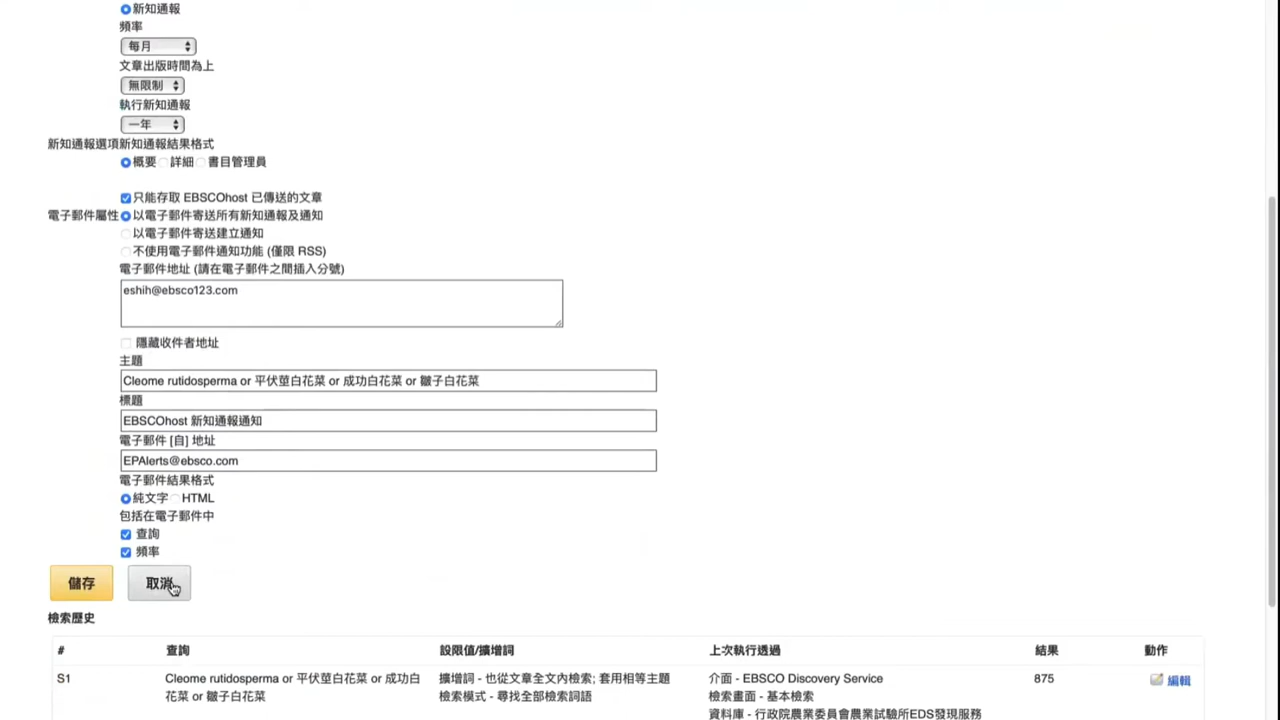 新知通報
頻率
每月
文章出版時間為上
無限制
執行新知通報
一年
新知通報選項新知通報結果格式
概要 詳細 書目管理員
只能存取 EBSCOhost 已傳送的文章
電子郵件屬性 以電子郵件寄送所有新知通報及通知
以電子郵件寄送建立通知
不使用電子郵件通知功能 (僅限 RSS)
電子郵件地址 (請在電子郵件之間插入分號)
eshih@ebsco123.com
隱藏收件者地址
主題
Cleome rutidosperma or 平伏莖白花菜 or 成功白花菜 or 皺子白花菜
標題
EBSCOhost 新知通報通知
電子郵件 [自] 地址
EPAlerts@ebsco.com
電子郵件結果格式
純文字 HTML
包括在電子郵件中
查詢
頻率
儲存 取消
檢索歷史
# 查詢 設限值/擴增詞 上次執行透過 結果 動作
S1 Cleome rutidosperma or 平伏莖白花菜 or 成功白 擴增詞 - 也從文章全文內檢索; 套用相等主題 介面 - EBSCO Discovery Service 875 編輯
花菜 or 皺子白花菜 檢索模式 - 尋找全部檢索詞語 檢索畫面 - 基本檢索
資料庫 - 行政院農業委員會農業試驗所EDS發現服務